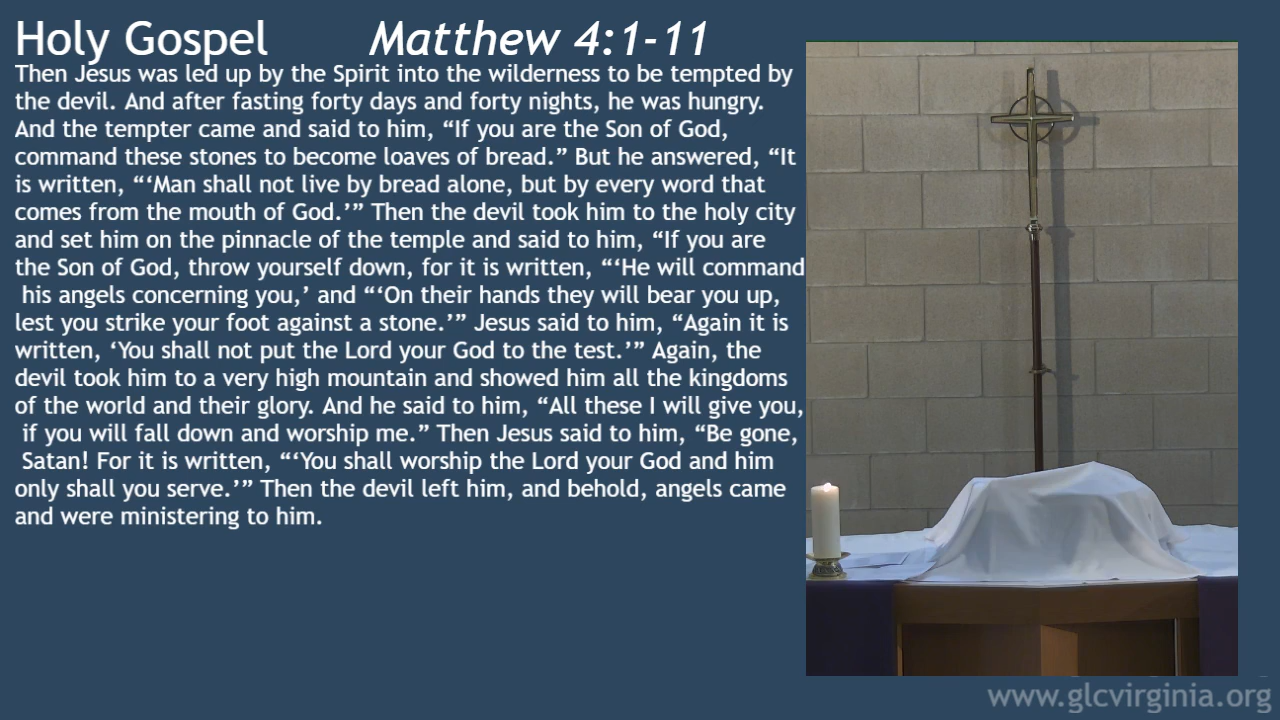 Holy Gospel Matthew 4:1-11
Then Jesus was led up by the Spirit into the wilderness to be tempted by
the devil. And after fasting forty days and forty nights, he was hungry.
And the tempter came and said to him, “If you are the Son of God,
command these stones to become loaves of bread.” But he answered, “It
is written, “‘Man shall not live by bread alone, but by every word that
comes from the mouth of God.’” Then the devil took him to the holy city
and set him on the pinnacle of the temple and said to him, “If you are
the Son of God, throw yourself down, for it is written, “‘He will command
his angels concerning you,’ and “‘On their hands they will bear you up,
lest you strike your foot against a stone.’” Jesus said to him, “Again it is
written, ‘You shall not put the Lord your God to the test.’” Again, the
devil took him to a very high mountain and showed him all the kingdoms
of the world and their glory. And he said to him, “All these I will give you,
if you will fall down and worship me.” Then Jesus said to him, “Be gone,
Satan! For it is written, “‘You shall worship the Lord your God and him
only shall you serve.’” Then the devil left him, and behold, angels came
and were ministering to him.
www.glcvirginia.org